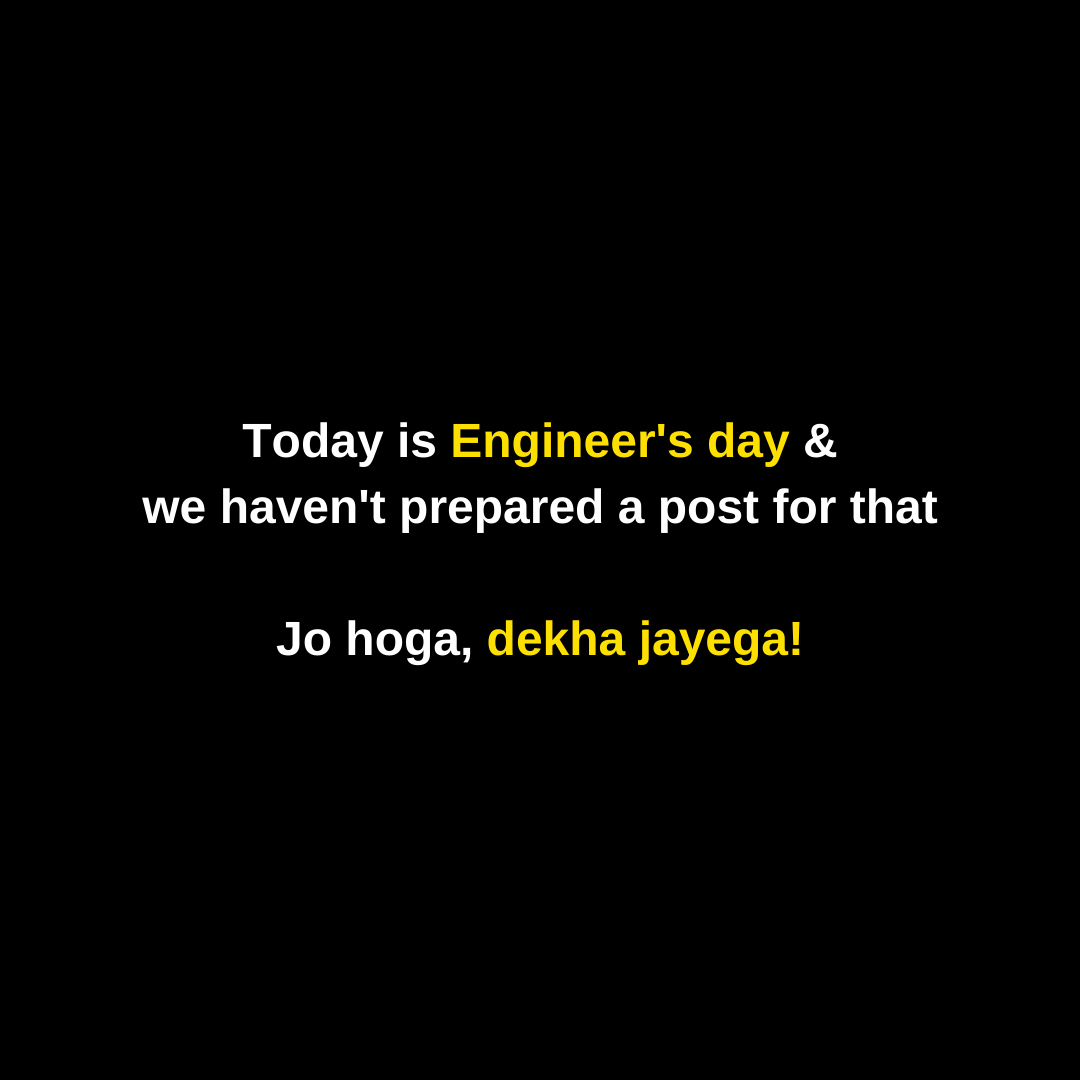 Today is Engineer's day &
we haven't prepared a post for that
Jo hoga, dekha jayega!